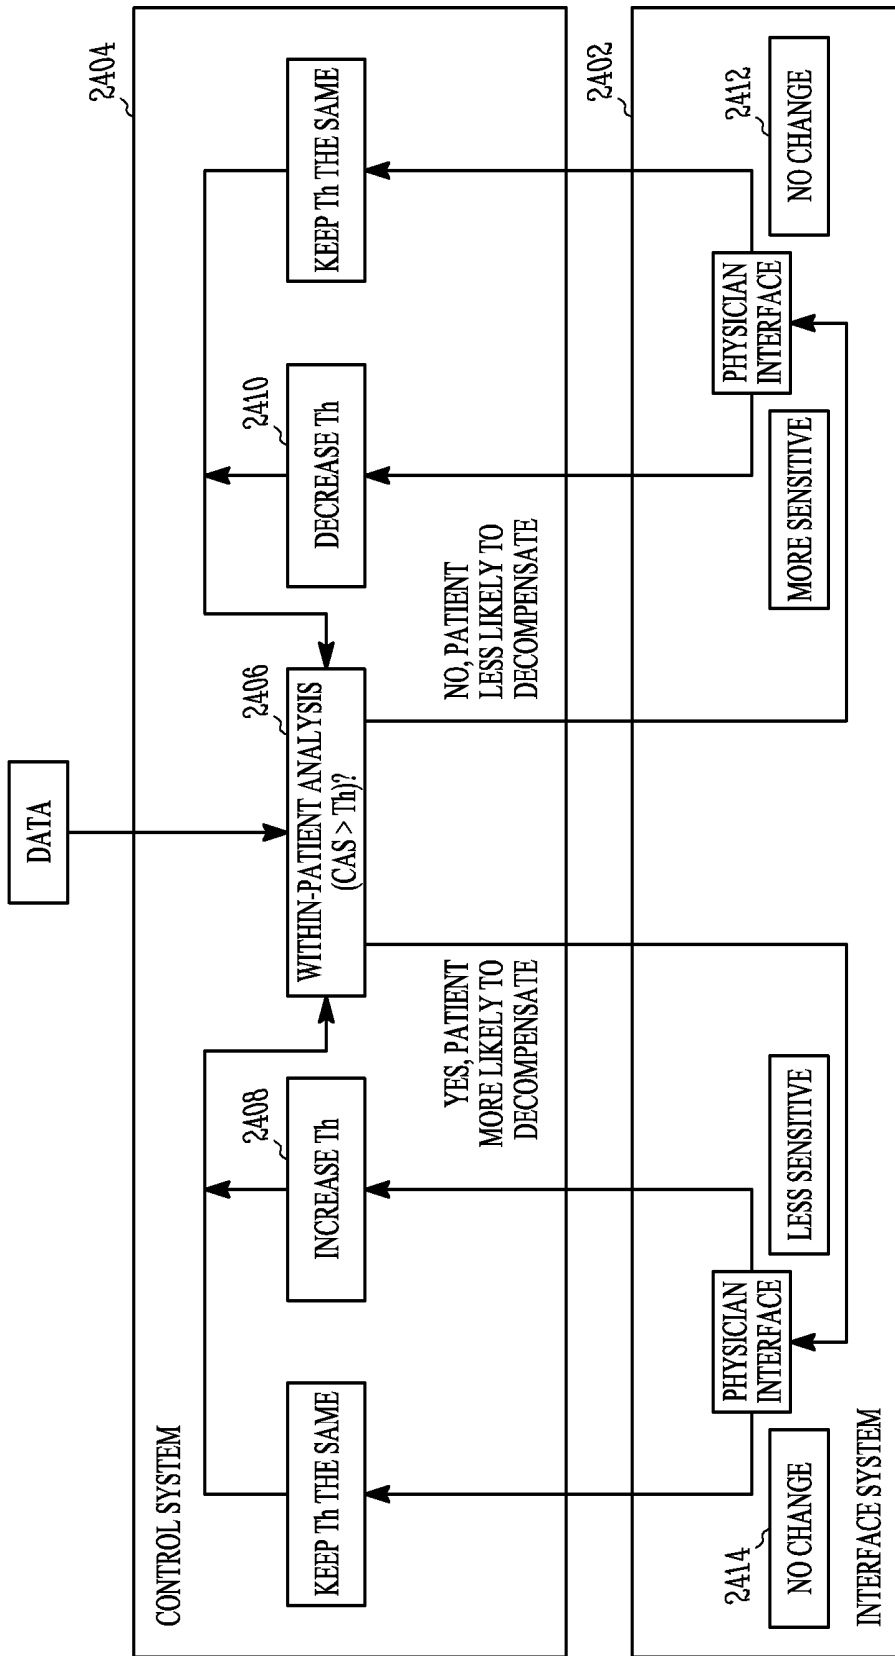 DATA
CONTROL SYSTEM
2404
KEEP Th THE SAME
2408
INCREASE Th
2406
WITHIN-PATIENT ANALYSIS
(CAS > Th)?
2410
DECREASE Th
KEEP Th THE SAME
YES, PATIENT
MORE LIKELY TO
DECOMPENSATE
NO, PATIENT
LESS LIKELY TO
DECOMPENSATE
2402
PHYSICIAN
INTERFACE
PHYSICIAN
INTERFACE
2414
NO CHANGE
LESS SENSITIVE
MORE SENSITIVE
2412
NO CHANGE
INTERFACE SYSTEM